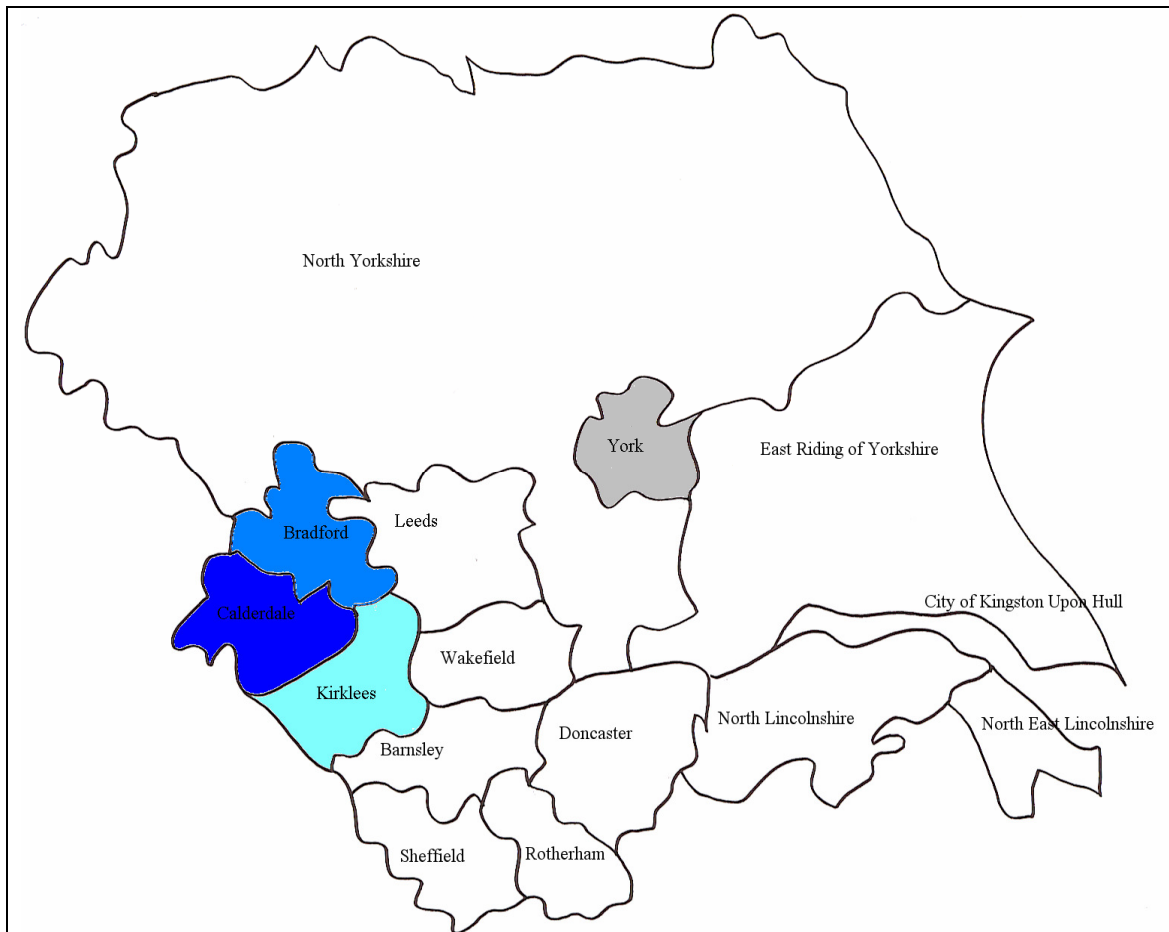 North Yorkshire
York
East Riding of Yorkshire
Leeds
Bradford
City of Kingston Upon Hull
Calderdale
Wakefield
Kirklees
North Lincolnshire
North East Lincolnshire
Doncaster
Barnsley
Sheffield
Rotherham